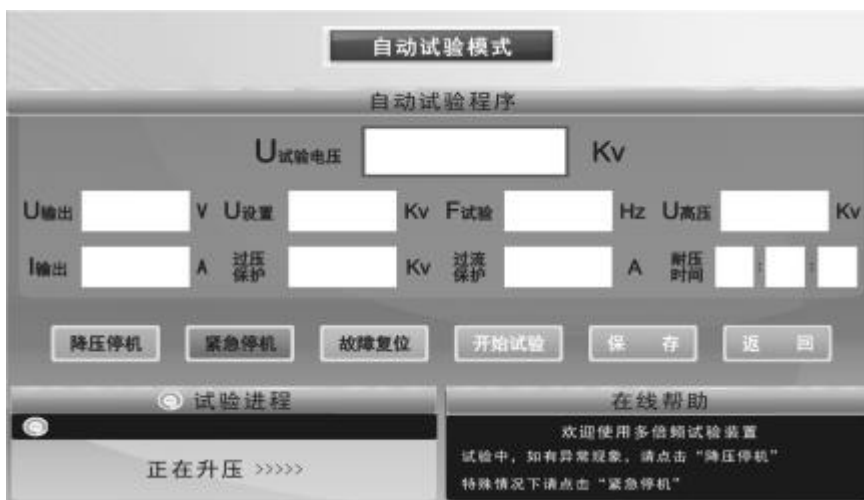 自动试验模式
自动试验程序
U试验电压 Kv
U输出 V U设置 Kv F试验 Hz U高压 Kv
I输出 A 过压保护 Kv 过流保护 A 耐压时间 : :
降压停机 紧急停机 故障复位 开始试验 保 存 返 回
试验进程
在线帮助
正在升压 >>>>>
欢迎使用多倍频试验装置
试验中，如有异常现象，请点击“降压停机”
特殊情况下请点击“紧急停机”